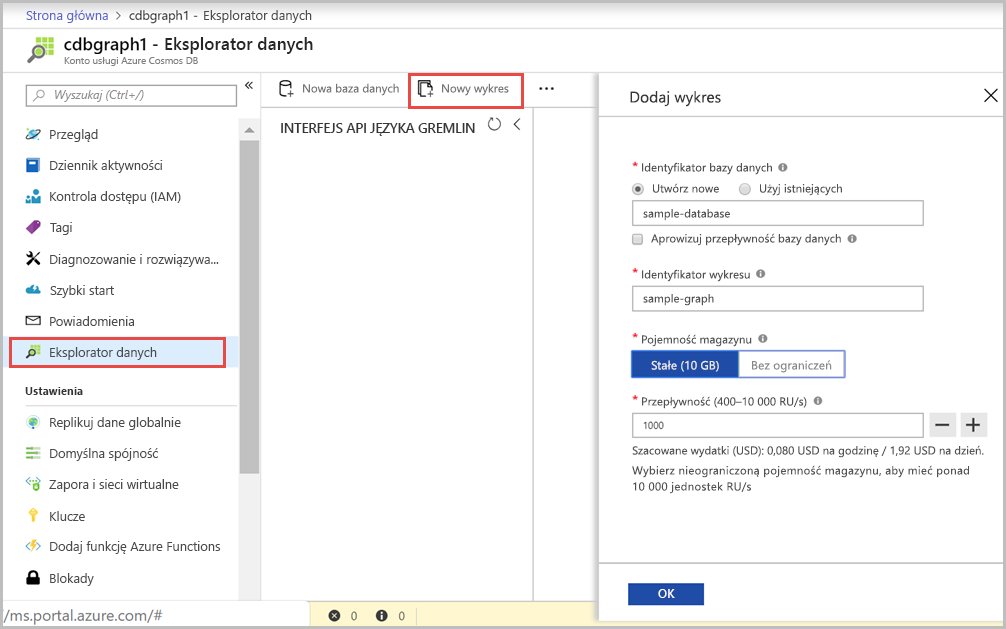 Strona główna > cdbgraph1 - Eksplorator danych
cdbgraph1 - Eksplorator danych
Konto usługi Azure Cosmos DB
Wyszukaj (Ctrl+/)
«
Przegląd
Dziennik aktywności
Kontrola dostępu (IAM)
Tagi
Diagnozowanie i rozwiązywa...
Szybki start
Powiadomienia
Eksplorator danych
Ustawienia
Replikuj dane globalnie
Domyślna spójność
Zapora i sieci wirtualne
Klucze
Dodaj funkcję Azure Functions
Blokady
/ms.portal.azure.com/#
Nowa baza danych
Nowy wykres
...
INTERFEJS API JĘZYKA GREMLIN
0
0
Dodaj wykres
* Identyfikator bazy danych
Utwórz nowe
Użyj istniejących
sample-database
Aprowizuj przepływność bazy danych
* Identyfikator wykresu
sample-graph
* Pojemność magazynu
Stałe (10 GB)
Bez ograniczeń
* Przepływność (400–10 000 RU/s)
1000
Szacowane wydatki (USD): 0,080 USD na godzinę / 1,92 USD na dzień.
Wybierz nieograniczoną pojemność magazynu, aby mieć ponad
10 000 jednostek RU/s
OK